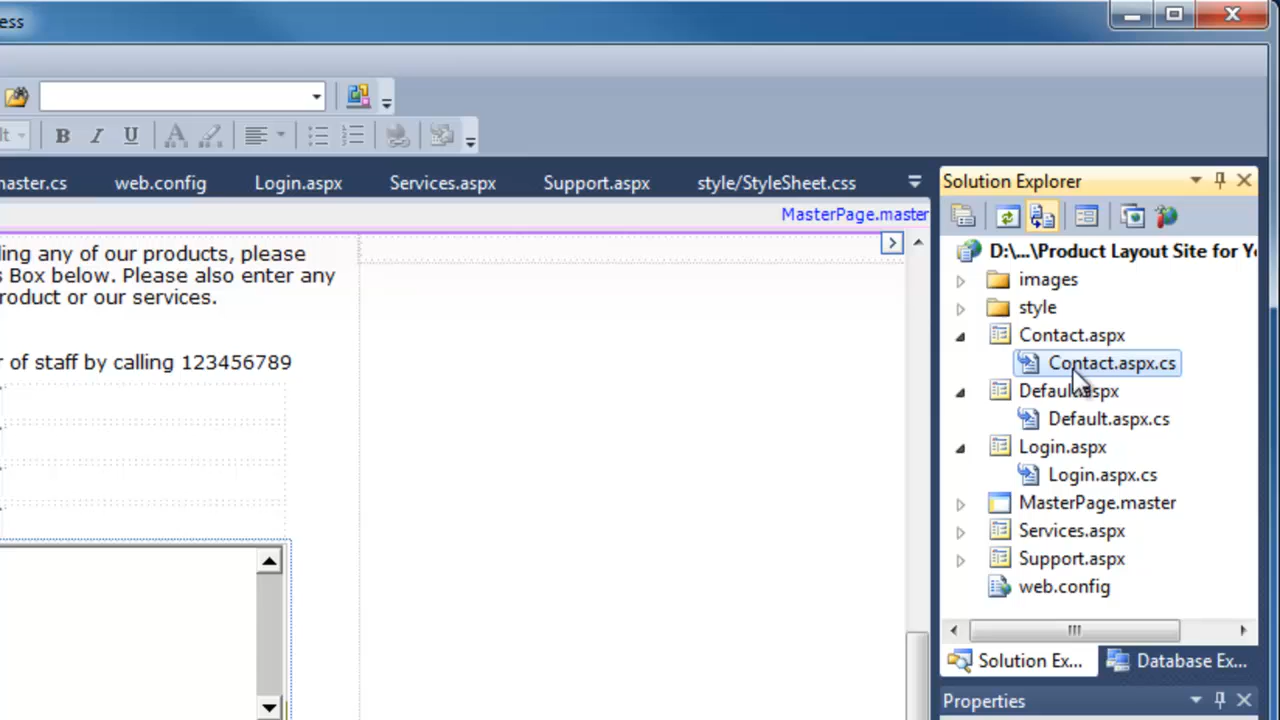 ess
lt
B I U A
master.cs web.config Login.aspx Services.aspx Support.aspx style/StyleSheet.css
MasterPage.master
ling any of our products, please
s Box below. Please also enter any
roduct or our services.
r of staff by calling 123456789
Solution Explorer
D:\...\Product Layout Site for Y
images
style
Contact.aspx
Contact.aspx.cs
Default.aspx
Default.aspx.cs
Login.aspx
Login.aspx.cs
MasterPage.master
Services.aspx
Support.aspx
web.config
Solution Ex... Database Ex...
Properties